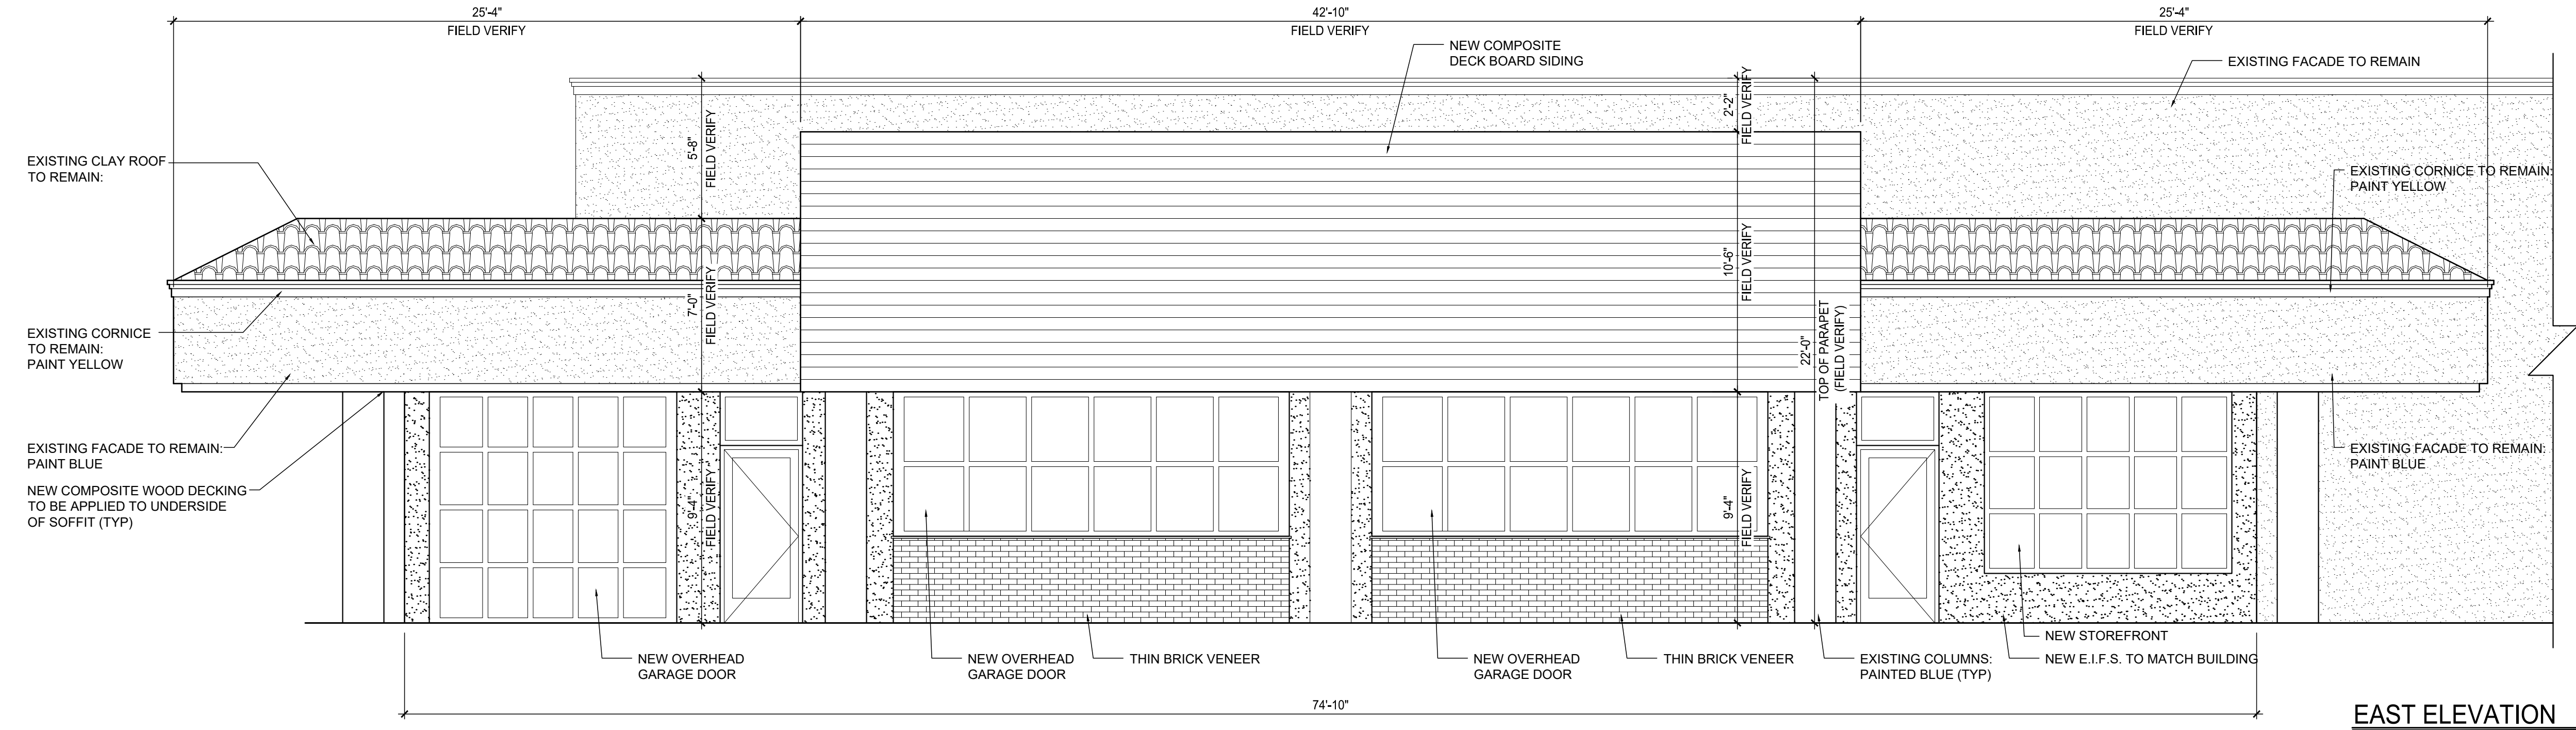 25'-4"
FIELD VERIFY
42'-10"
FIELD VERIFY
25'-4"
FIELD VERIFY
NEW COMPOSITE
DECK BOARD SIDING
EXISTING FACADE TO REMAIN
2'-2"
FIELD VERIFY
5'-8"
FIELD VERIFY
EXISTING CLAY ROOF
TO REMAIN:
EXISTING CORNICE TO REMAIN:
PAINT YELLOW
10'-6"
FIELD VERIFY
7'-0"
FIELD VERIFY
22'-0"
TOP OF PARAPET
(FIELD VERIFY)
EXISTING CORNICE
TO REMAIN:
PAINT YELLOW
EXISTING FACADE TO REMAIN:
PAINT BLUE
EXISTING FACADE TO REMAIN:
PAINT BLUE
NEW COMPOSITE WOOD DECKING
TO BE APPLIED TO UNDERSIDE
OF SOFFIT (TYP)
9'-4"
FIELD VERIFY
9'-4"
FIELD VERIFY
NEW OVERHEAD
GARAGE DOOR
NEW OVERHEAD
GARAGE DOOR
THIN BRICK VENEER
NEW OVERHEAD
GARAGE DOOR
THIN BRICK VENEER
EXISTING COLUMNS:
PAINTED BLUE (TYP)
NEW STOREFRONT
NEW E.I.F.S. TO MATCH BUILDING
74'-10"
EAST ELEVATION